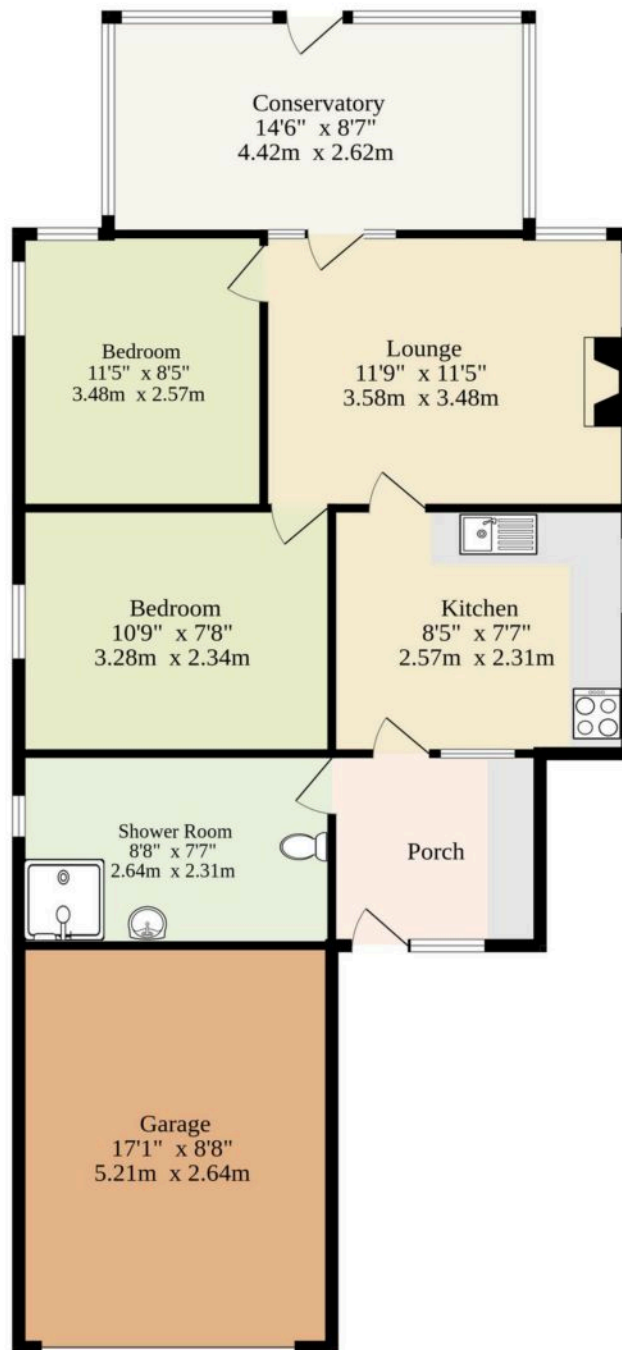 Conservatory
14'6" x 8'7"
4.42m x 2.62m
Bedroom
11'5" x 8'5"
3.48m x 2.57m
Lounge
11'9" x 11'5"
3.58m x 3.48m
Bedroom
10'9" x 7'8"
3.28m x 2.34m
Kitchen
8'5" x 7'7"
2.57m x 2.31m
Shower Room
8'8" x 7'7"
2.64m x 2.31m
Porch
Garage
17'1" x 8'8"
5.21m x 2.64m